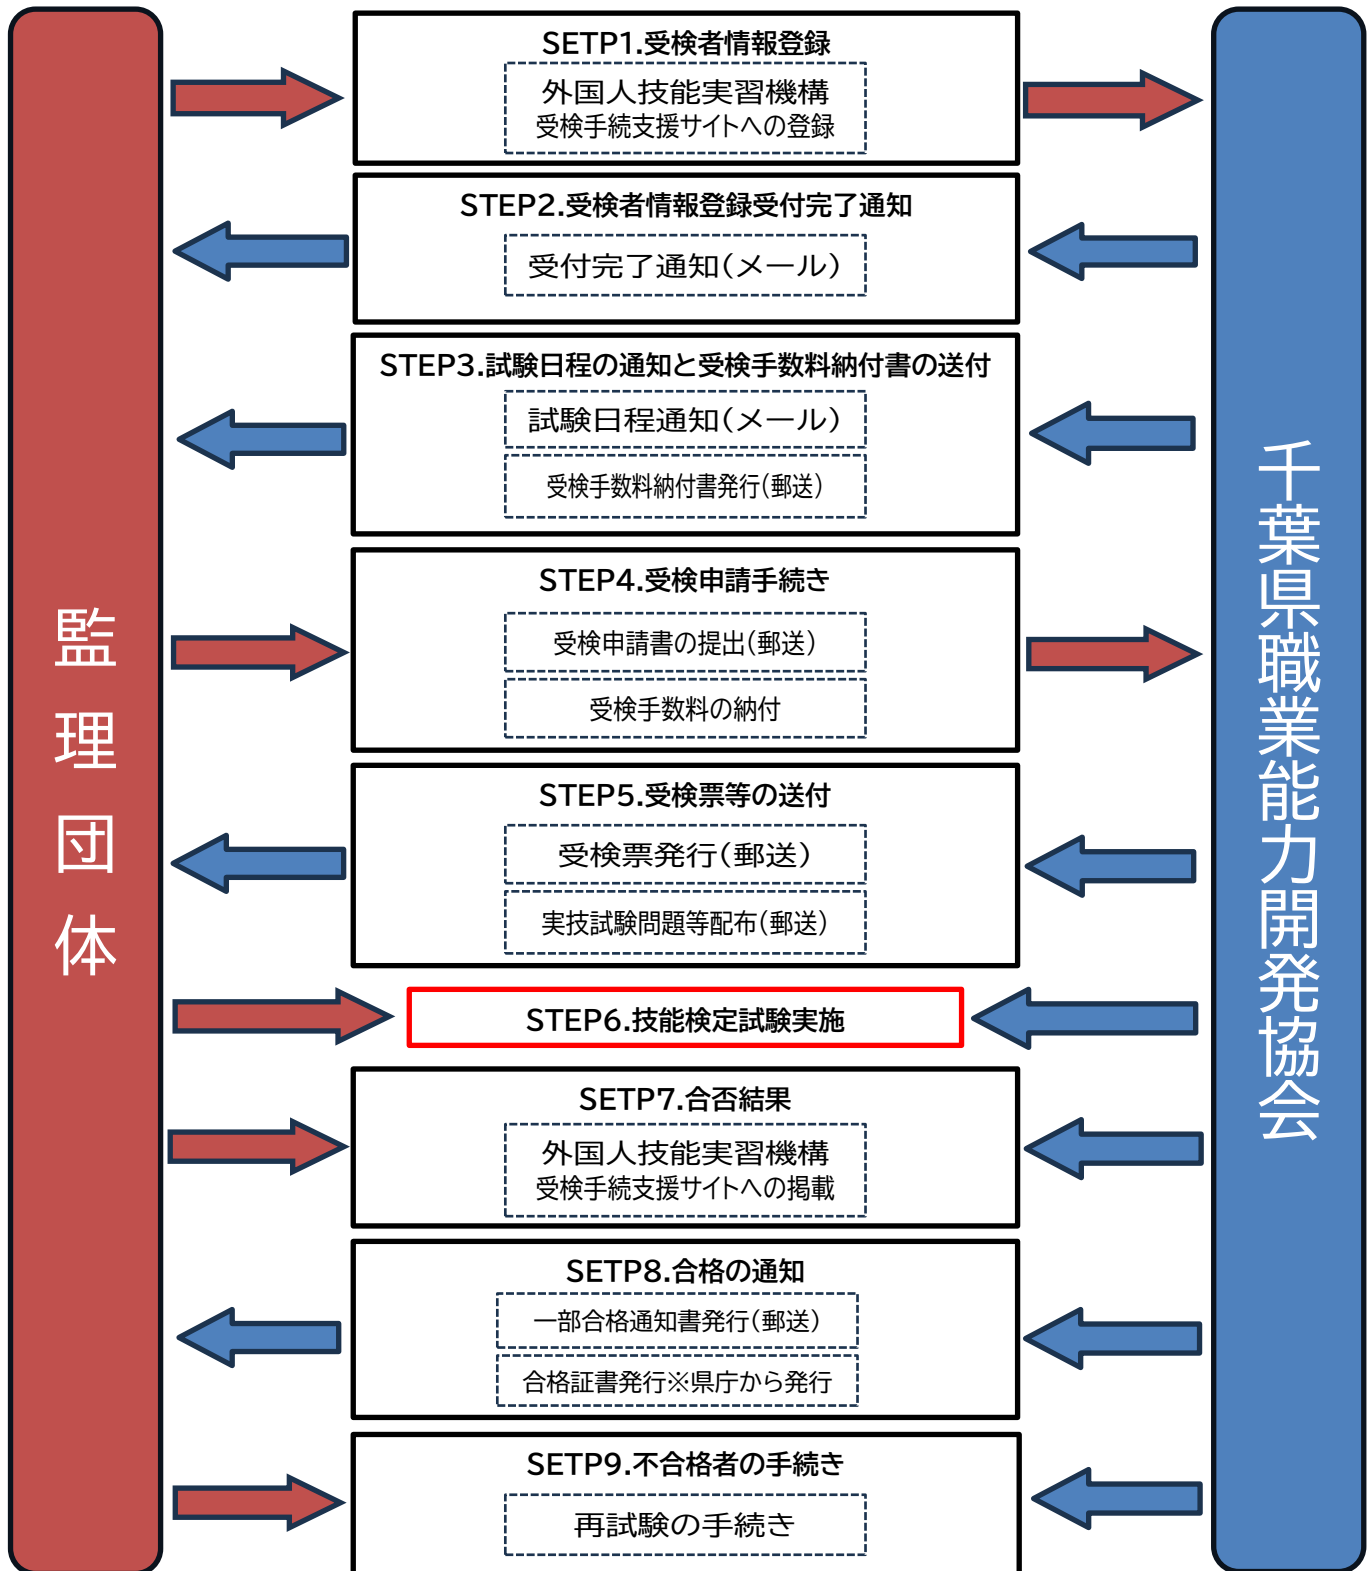 監理団体
SETP1.受検者情報登録
外国人技能実習機構
受検手続支援サイトへの登録
STEP2.受検者情報登録受付完了通知
受付完了通知(メール)
STEP3.試験日程の通知と受検手数料納付書の送付
試験日程通知(メール)
受検手数料納付書発行(郵送)
STEP4.受検申請手続き
受検申請書の提出(郵送)
受検手数料の納付
STEP5.受検票等の送付
受検票発行(郵送)
実技試験問題等配布(郵送)
STEP6.技能検定試験実施
SETP7.合否結果
外国人技能実習機構
受検手続支援サイトへの掲載
SETP8.合格の通知
一部合格通知書発行(郵送)
合格証書発行※県庁から発行
SETP9.不合格者の手続き
再試験の手続き
千葉県職業能力開発協会